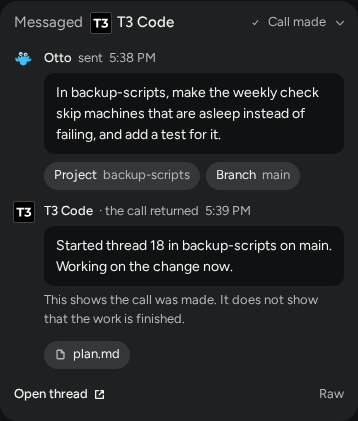 Messaged T3 T3 Code ✓ Call made
Otto sent 5:38 PM
In backup-scripts, make the weekly check
skip machines that are asleep instead of
failing, and add a test for it.
Project backup-scripts Branch main
T3 T3 Code · the call returned 5:39 PM
Started thread 18 in backup-scripts on main.
Working on the change now.
This shows the call was made. It does not show
that the work is finished.
plan.md
Open thread Raw